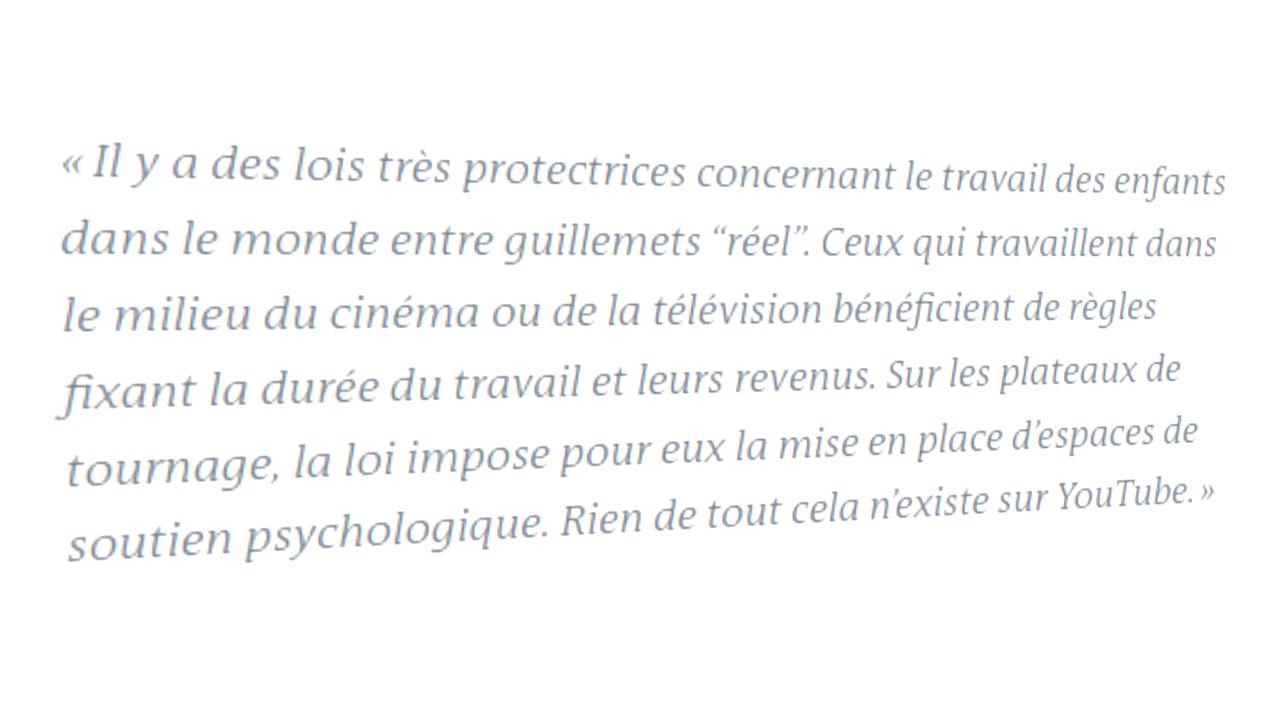 « Il y a des lois très protectrices concernant le travail des enfants
dans le monde entre guillemets “réel”. Ceux qui travaillent dans
le milieu du cinéma ou de la télévision bénéficient de règles
fixant la durée du travail et leurs revenus. Sur les plateaux de
tournage, la loi impose pour eux la mise en place d’espaces de
soutien psychologique. Rien de tout cela n’existe sur YouTube. »